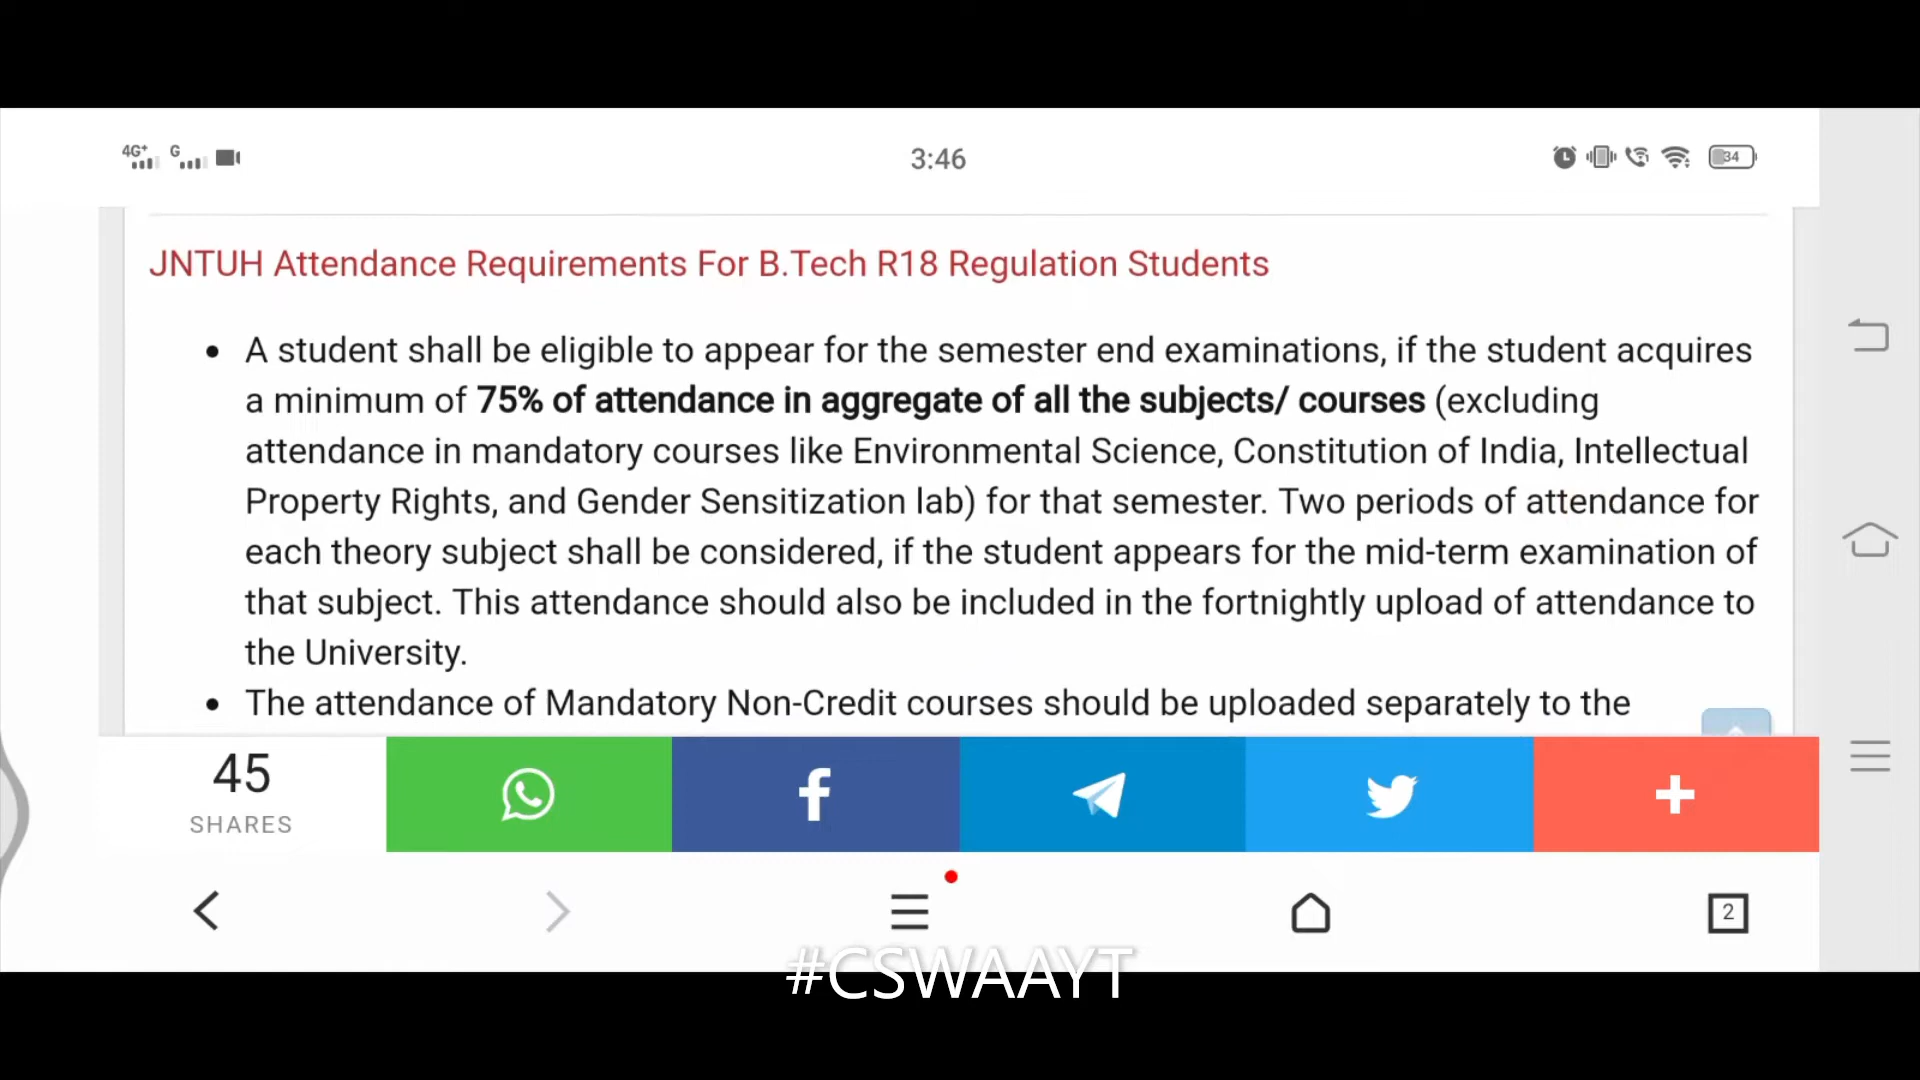 4G+ G 3:46 34
JNTUH Attendance Requirements For B.Tech R18 Regulation Students
• A student shall be eligible to appear for the semester end examinations, if the student acquires
a minimum of 75% of attendance in aggregate of all the subjects/ courses (excluding
attendance in mandatory courses like Environmental Science, Constitution of India, Intellectual
Property Rights, and Gender Sensitization lab) for that semester. Two periods of attendance for
each theory subject shall be considered, if the student appears for the mid-term examination of
that subject. This attendance should also be included in the fortnightly upload of attendance to
the University.
• The attendance of Mandatory Non-Credit courses should be uploaded separately to the
45
SHARES
2
#CSWAAYT